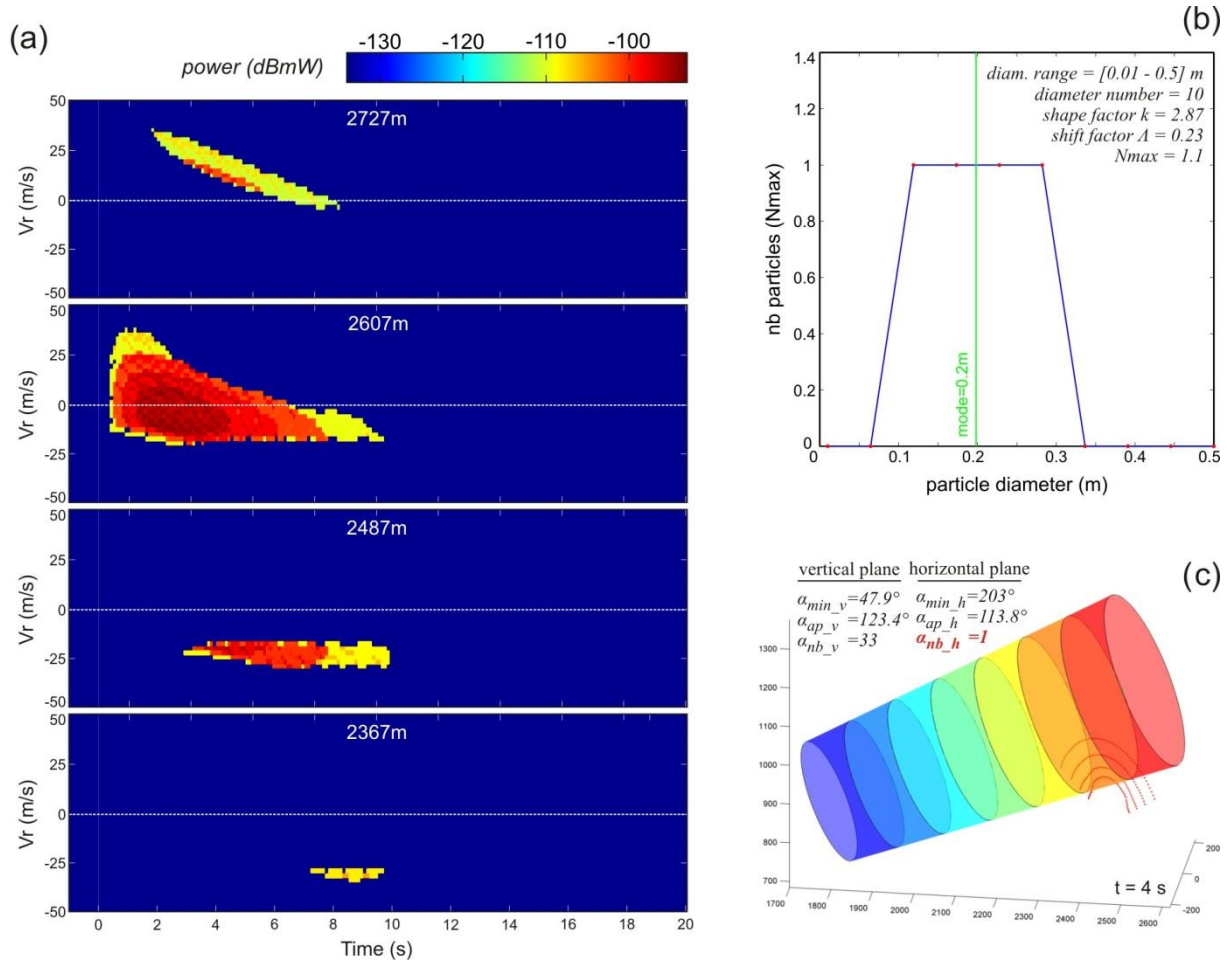 (a)
power (dBmW)
-130 -120 -110 -100
2727m
Vr (m/s)
50
25
0
-25
-50
2607m
Vr (m/s)
50
25
0
-25
-50
2487m
Vr (m/s)
50
25
0
-25
-50
2367m
Vr (m/s)
50
25
0
-25
-50
0 2 4 6 8 10 12 14 16 18 20
Time (s)
(b)
diam. range = [0.01 - 0.5] m
diameter number = 10
shape factor k = 2.87
shift factor Λ = 0.23
Nmax = 1.1
nb particles (Nmax)
1.4
1.2
1
0.8
0.6
0.4
0.2
0
mode=0.2m
0 0.1 0.2 0.3 0.4 0.5
particle diameter (m)
(c)
vertical plane horizontal plane
αmin_v=47.9° αmin_h=203°
αap_v=123.4° αap_h=113.8°
αnb_v=33 αnb_h=1
1300
1200
1100
1000
900
800
700
1700 1800 1900 2000 2100 2200 2300 2400 2500 2600
200
0
-200
t = 4 s